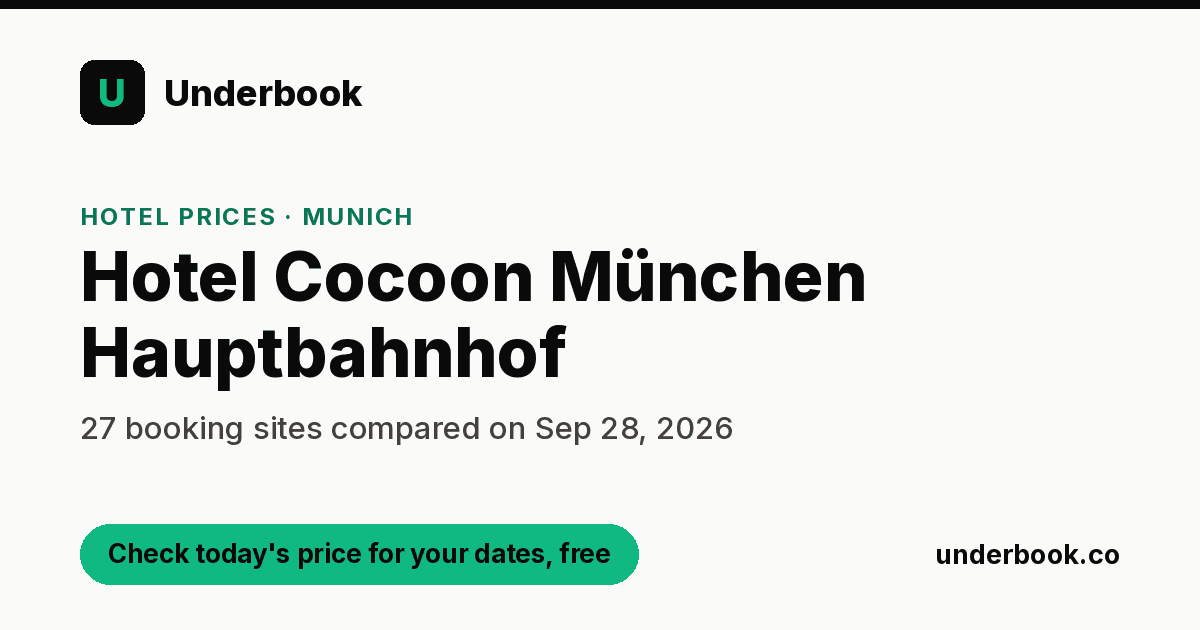 U Underbook
HOTEL PRICES · MUNICH
Hotel Cocoon München
Hauptbahnhof
27 booking sites compared on Sep 28, 2026
Check today's price for your dates, free
underbook.co